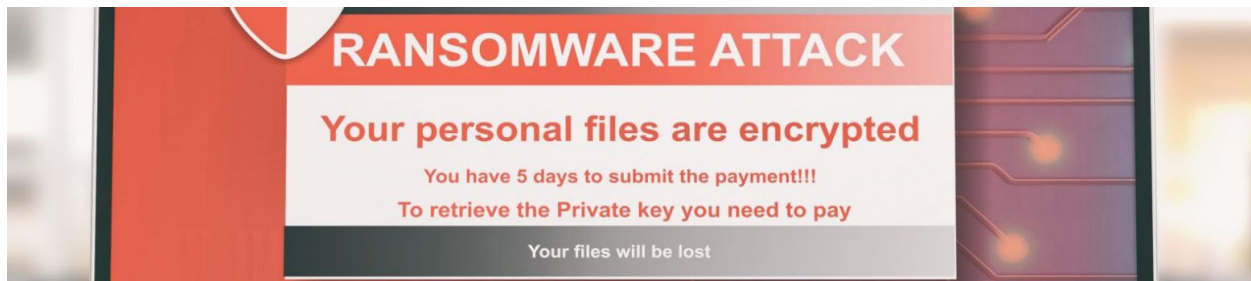 RANSOMWARE ATTACK
Your personal files are encrypted
You have 5 days to submit the payment!!!
To retrieve the Private key you need to pay
Your files will be lost